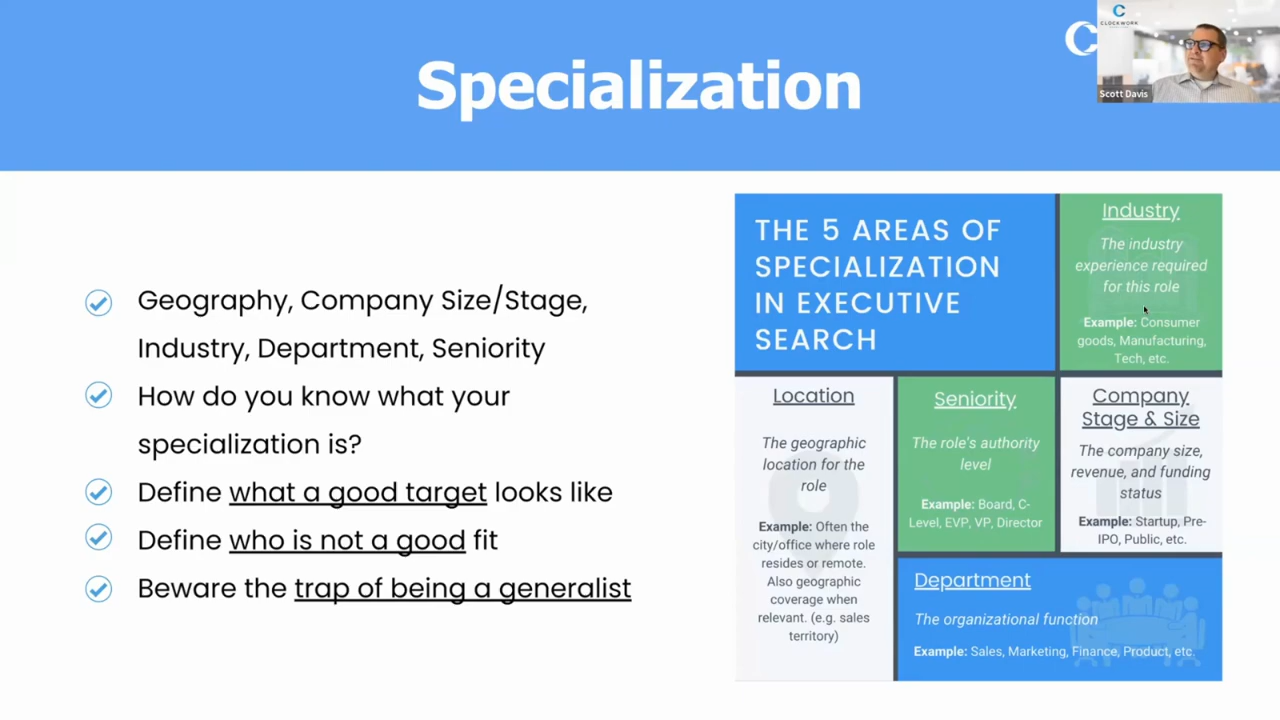 Specialization
C
CLOCKWORK
Scott Davis
Geography, Company Size/Stage,
Industry, Department, Seniority
How do you know what your
specialization is?
Define what a good target looks like
Define who is not a good fit
Beware the trap of being a generalist
THE 5 AREAS OF
SPECIALIZATION
IN EXECUTIVE
SEARCH
Industry
The industry
experience required
for this role
Example: Consumer
goods, Manufacturing,
Tech, etc.
Location
The geographic
location for the
role
Example: Often the
city/office where role
resides or remote.
Also geographic
coverage when
relevant. (e.g. sales
territory)
Seniority
The role's authority
level
Example: Board, C-
Level, EVP, VP, Director
Company
Stage & Size
The company size,
revenue, and funding
status
Example: Startup, Pre-
IPO, Public, etc.
Department
The organizational function
Example: Sales, Marketing, Finance, Product, etc.